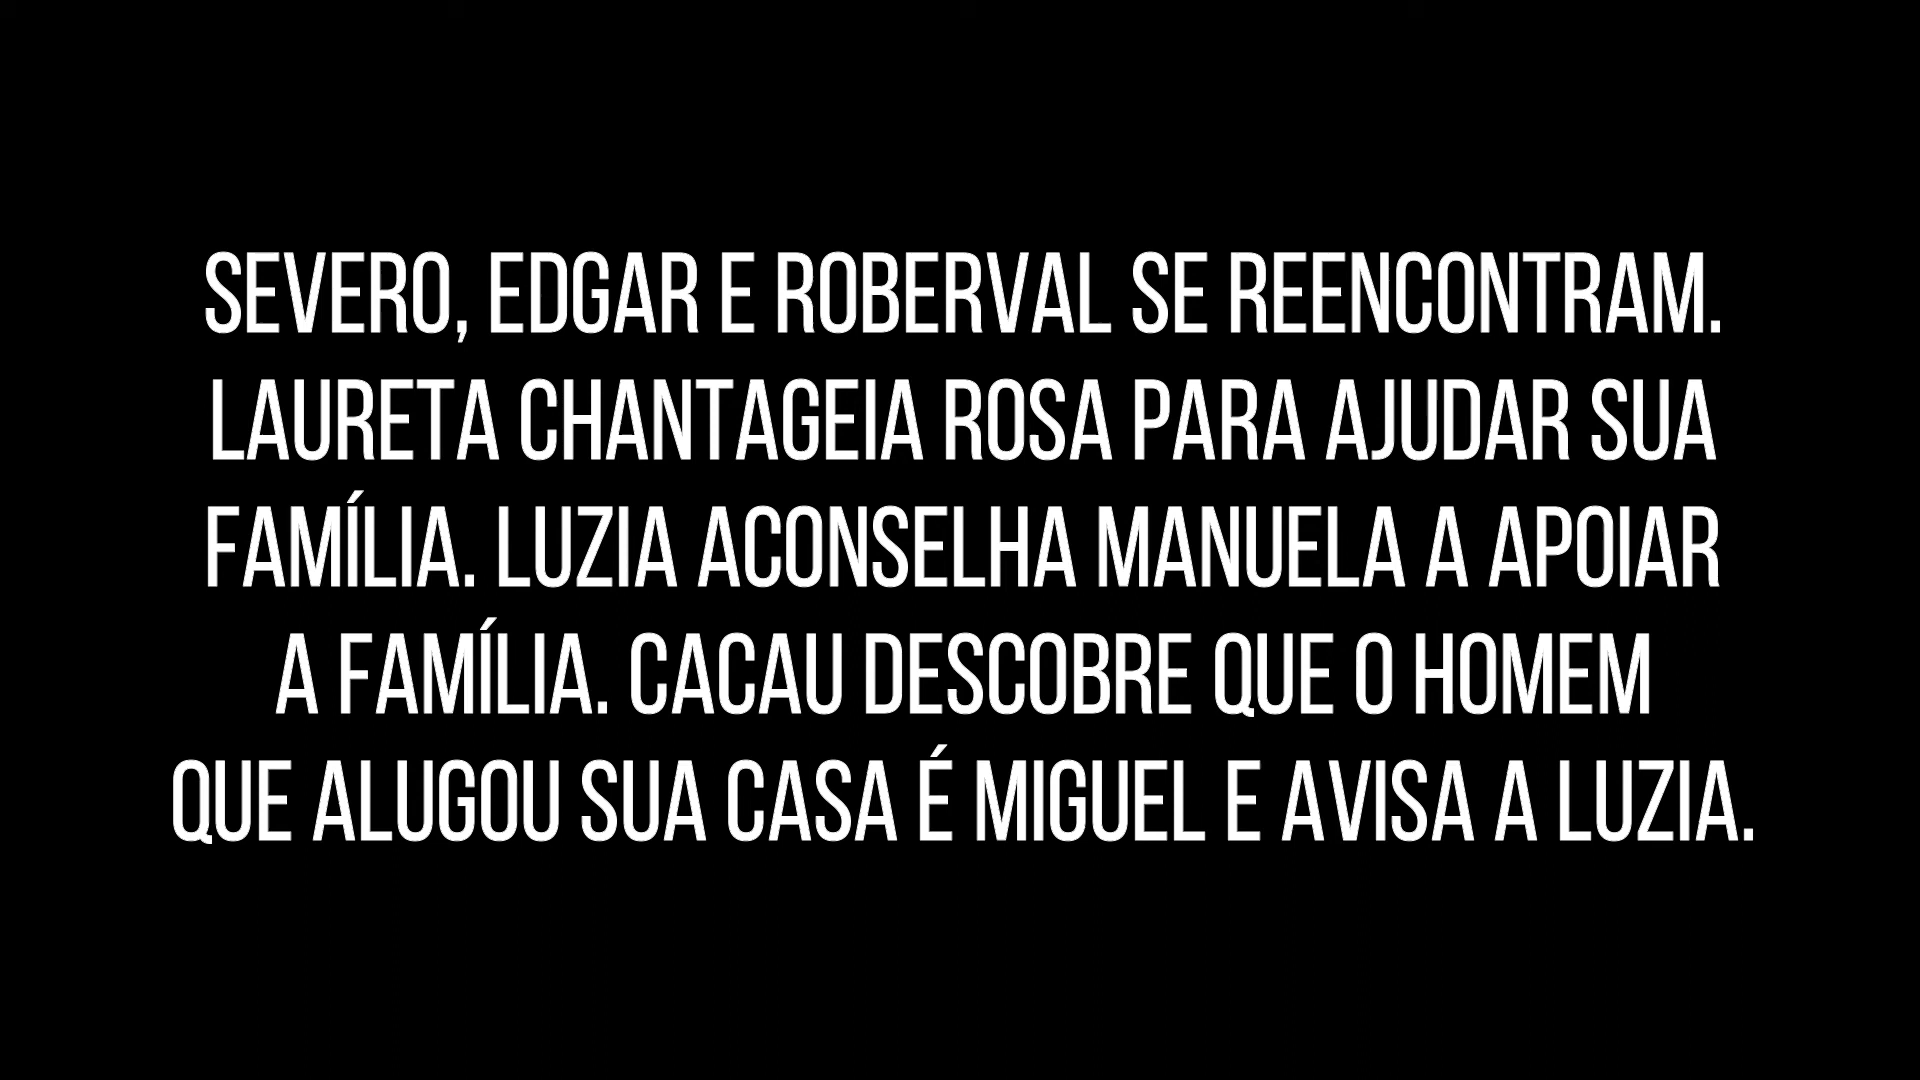 SEVERO, EDGAR E ROBERVAL SE REENCONTRAM.
LAURETA CHANTAGEIA ROSA PARA AJUDAR SUA
FAMÍLIA. LUZIA ACONSELHA MANUELA A APOIAR
A FAMÍLIA. CACAU DESCOBRE QUE O HOMEM
QUE ALUGOU SUA CASA É MIGUEL E AVISA A LUZIA.